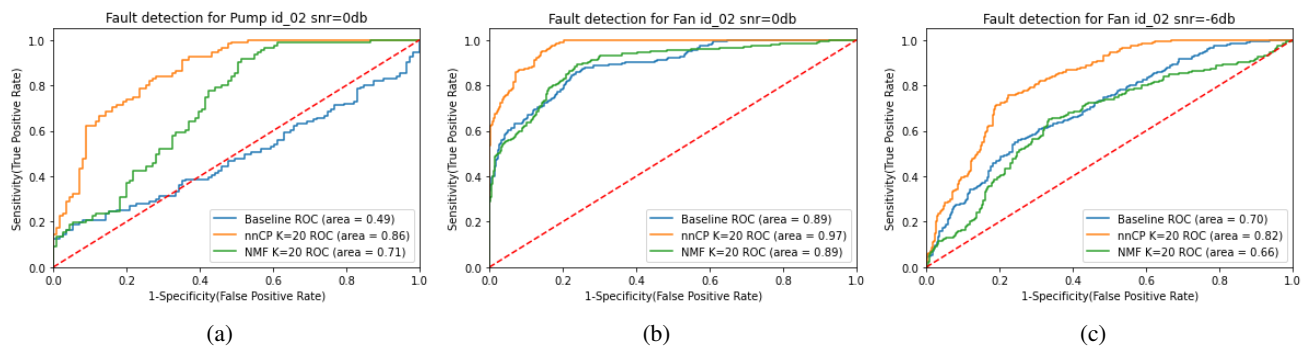 Fault detection for Pump id_02 snr=0db
Sensitivity(True Positive Rate)
1.0
0.8
0.6
0.4
0.2
0.0
0.0 0.2 0.4 0.6 0.8 1.0
1-Specificity(False Positive Rate)
Baseline ROC (area = 0.49)
nnCP K=20 ROC (area = 0.86)
NMF K=20 ROC (area = 0.71)
(a)
Fault detection for Fan id_02 snr=0db
Sensitivity(True Positive Rate)
1.0
0.8
0.6
0.4
0.2
0.0
0.0 0.2 0.4 0.6 0.8 1.0
1-Specificity(False Positive Rate)
Baseline ROC (area = 0.89)
nnCP K=20 ROC (area = 0.97)
NMF K=20 ROC (area = 0.89)
(b)
Fault detection for Fan id_02 snr=-6db
Sensitivity(True Positive Rate)
1.0
0.8
0.6
0.4
0.2
0.0
0.0 0.2 0.4 0.6 0.8 1.0
1-Specificity(False Positive Rate)
Baseline ROC (area = 0.70)
nnCP K=20 ROC (area = 0.82)
NMF K=20 ROC (area = 0.66)
(c)